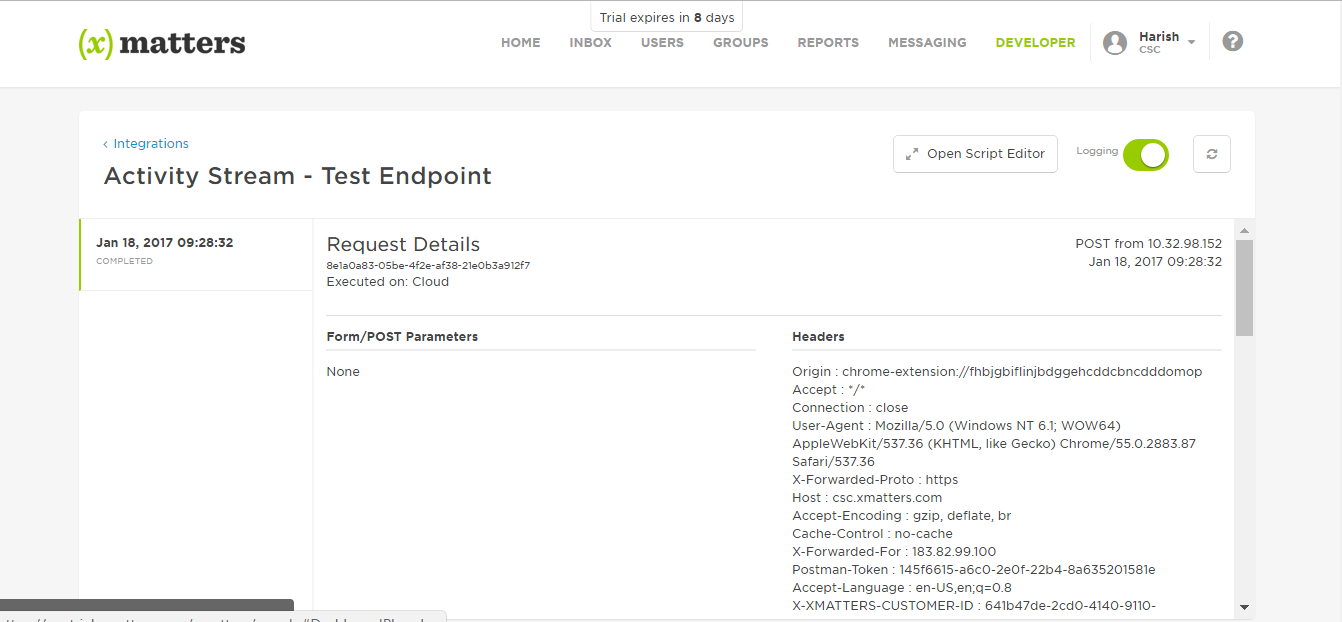 Trial expires in 8 days
(x) matters
HOME INBOX USERS GROUPS REPORTS MESSAGING DEVELOPER
Harish
CSC
?
‹ Integrations
Activity Stream - Test Endpoint
Open Script Editor
Logging
Jan 18, 2017 09:28:32
COMPLETED
Request Details
8e1a0a83-05be-4f2e-af38-21e0b3a912f7
Executed on: Cloud
POST from 10.32.98.152
Jan 18, 2017 09:28:32
Form/POST Parameters
None
Headers
Origin : chrome-extension://fhbjgbiflinjbdggehcddcbncdddomop
Accept : */*
Connection : close
User-Agent : Mozilla/5.0 (Windows NT 6.1; WOW64)
AppleWebKit/537.36 (KHTML, like Gecko) Chrome/55.0.2883.87
Safari/537.36
X-Forwarded-Proto : https
Host : csc.xmatters.com
Accept-Encoding : gzip, deflate, br
Cache-Control : no-cache
X-Forwarded-For : 183.82.99.100
Postman-Token : 145f6615-a6c0-2e0f-22b4-8a635201581e
Accept-Language : en-US,en;q=0.8
X-XMATTERS-CUSTOMER-ID : 641b47de-2cd0-4140-9110-